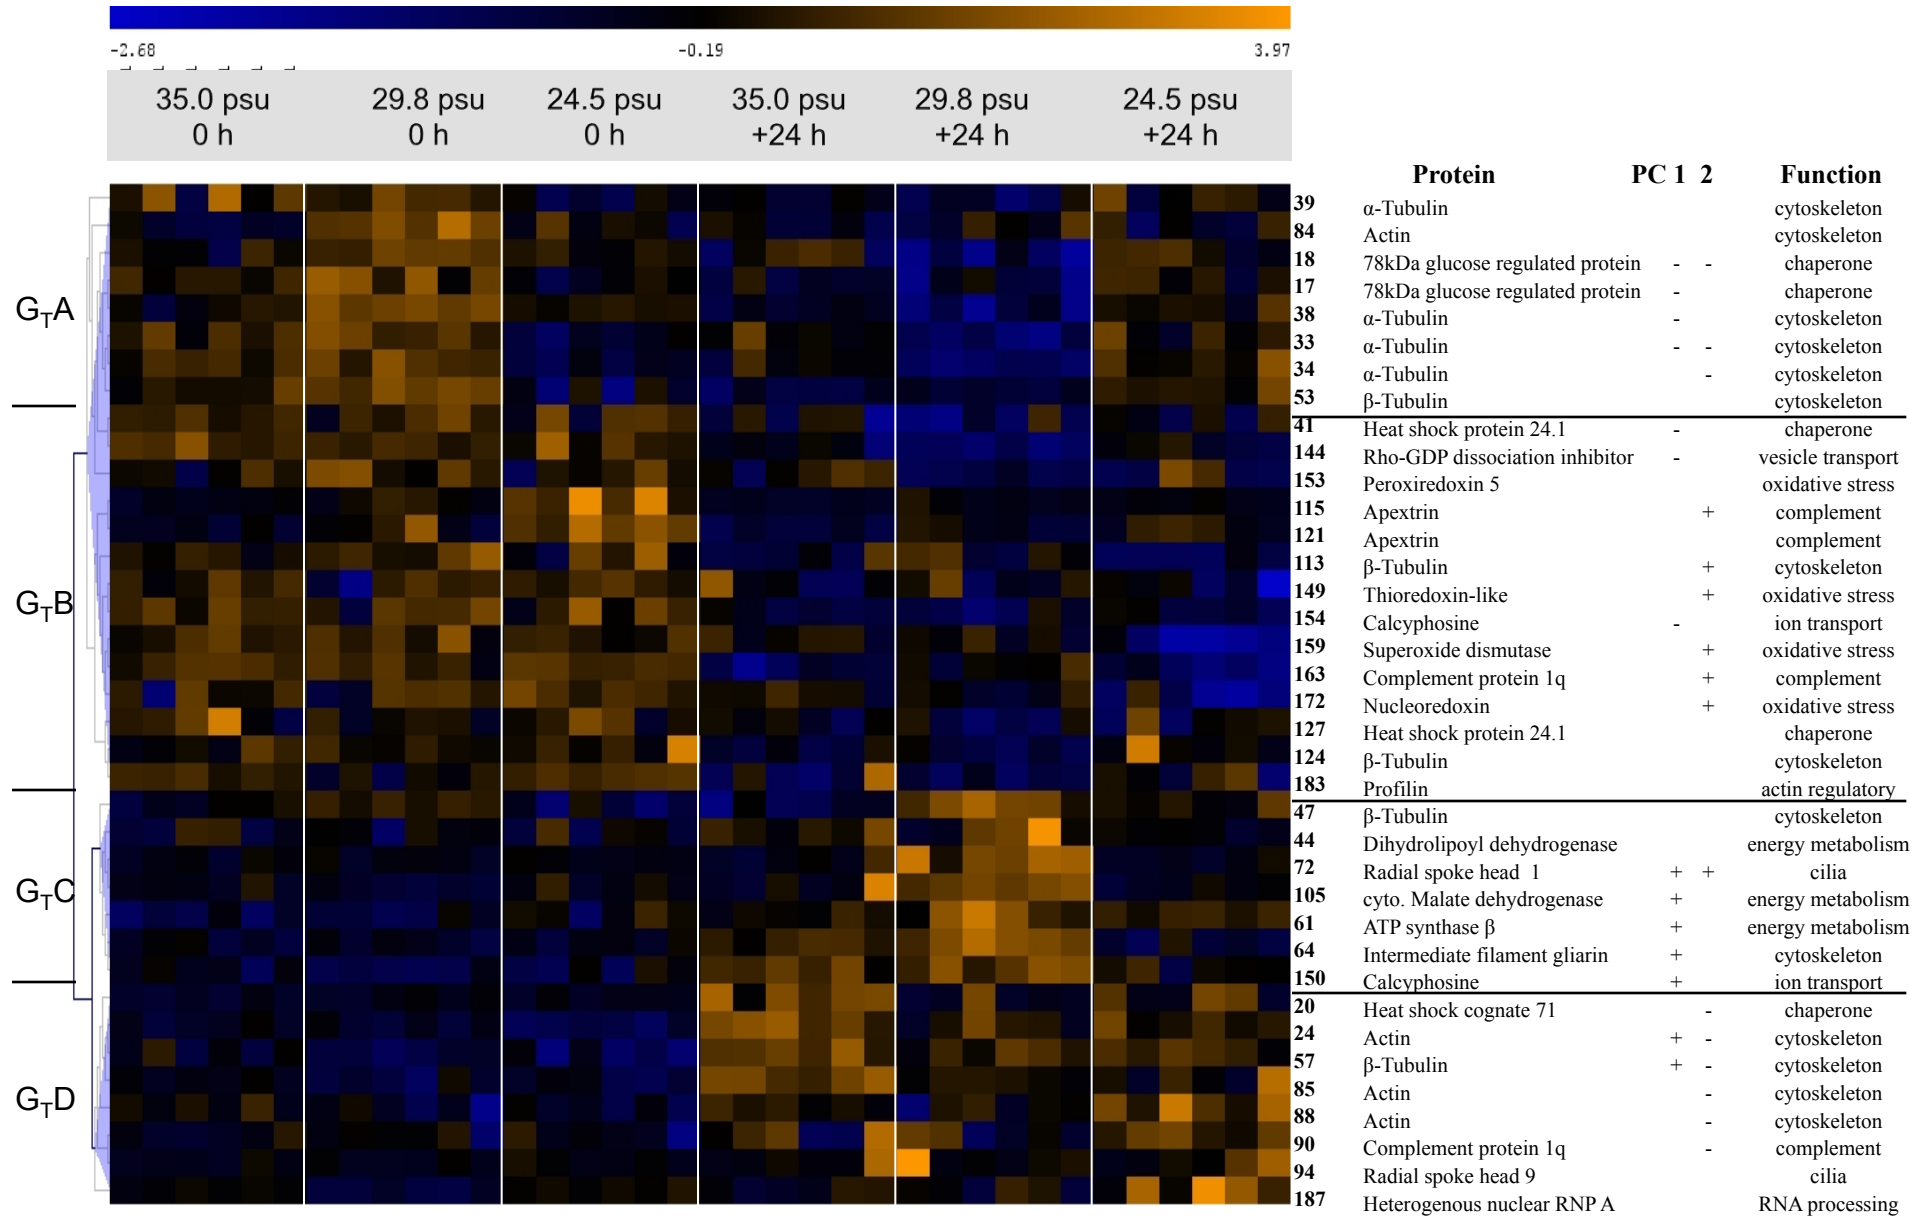 -2.68 -0.19 3.97
35.0 psu 29.8 psu 24.5 psu 35.0 psu 29.8 psu 24.5 psu
0 h 0 h 0 h +24 h +24 h +24 h
Protein PC 1 2 Function
39 α-Tubulin cytoskeleton
84 Actin cytoskeleton
18 78kDa glucose regulated protein - - chaperone
17 78kDa glucose regulated protein - chaperone
GTA
38 α-Tubulin - cytoskeleton
33 α-Tubulin - - cytoskeleton
34 α-Tubulin - cytoskeleton
53 β-Tubulin cytoskeleton
41 Heat shock protein 24.1 - chaperone
144 Rho-GDP dissociation inhibitor - vesicle transport
153 Peroxiredoxin 5 oxidative stress
115 Apextrin + complement
121 Apextrin complement
113 β-Tubulin + cytoskeleton
GTB
149 Thioredoxin-like + oxidative stress
154 Calcyphosine - ion transport
159 Superoxide dismutase + oxidative stress
163 Complement protein 1q + complement
172 Nucleoredoxin + oxidative stress
127 Heat shock protein 24.1 chaperone
124 β-Tubulin cytoskeleton
183 Profilin actin regulatory
47 β-Tubulin cytoskeleton
44 Dihydrolipoyl dehydrogenase energy metabolism
72 Radial spoke head 1 + + cilia
GTC
105 cyto. Malate dehydrogenase + energy metabolism
61 ATP synthase β + energy metabolism
64 Intermediate filament gliarin + cytoskeleton
150 Calcyphosine + ion transport
20 Heat shock cognate 71 - chaperone
24 Actin + - cytoskeleton
57 β-Tubulin + - cytoskeleton
GTD
85 Actin - cytoskeleton
88 Actin - cytoskeleton
90 Complement protein 1q - complement
94 Radial spoke head 9 cilia
187 Heterogenous nuclear RNP A RNA processing